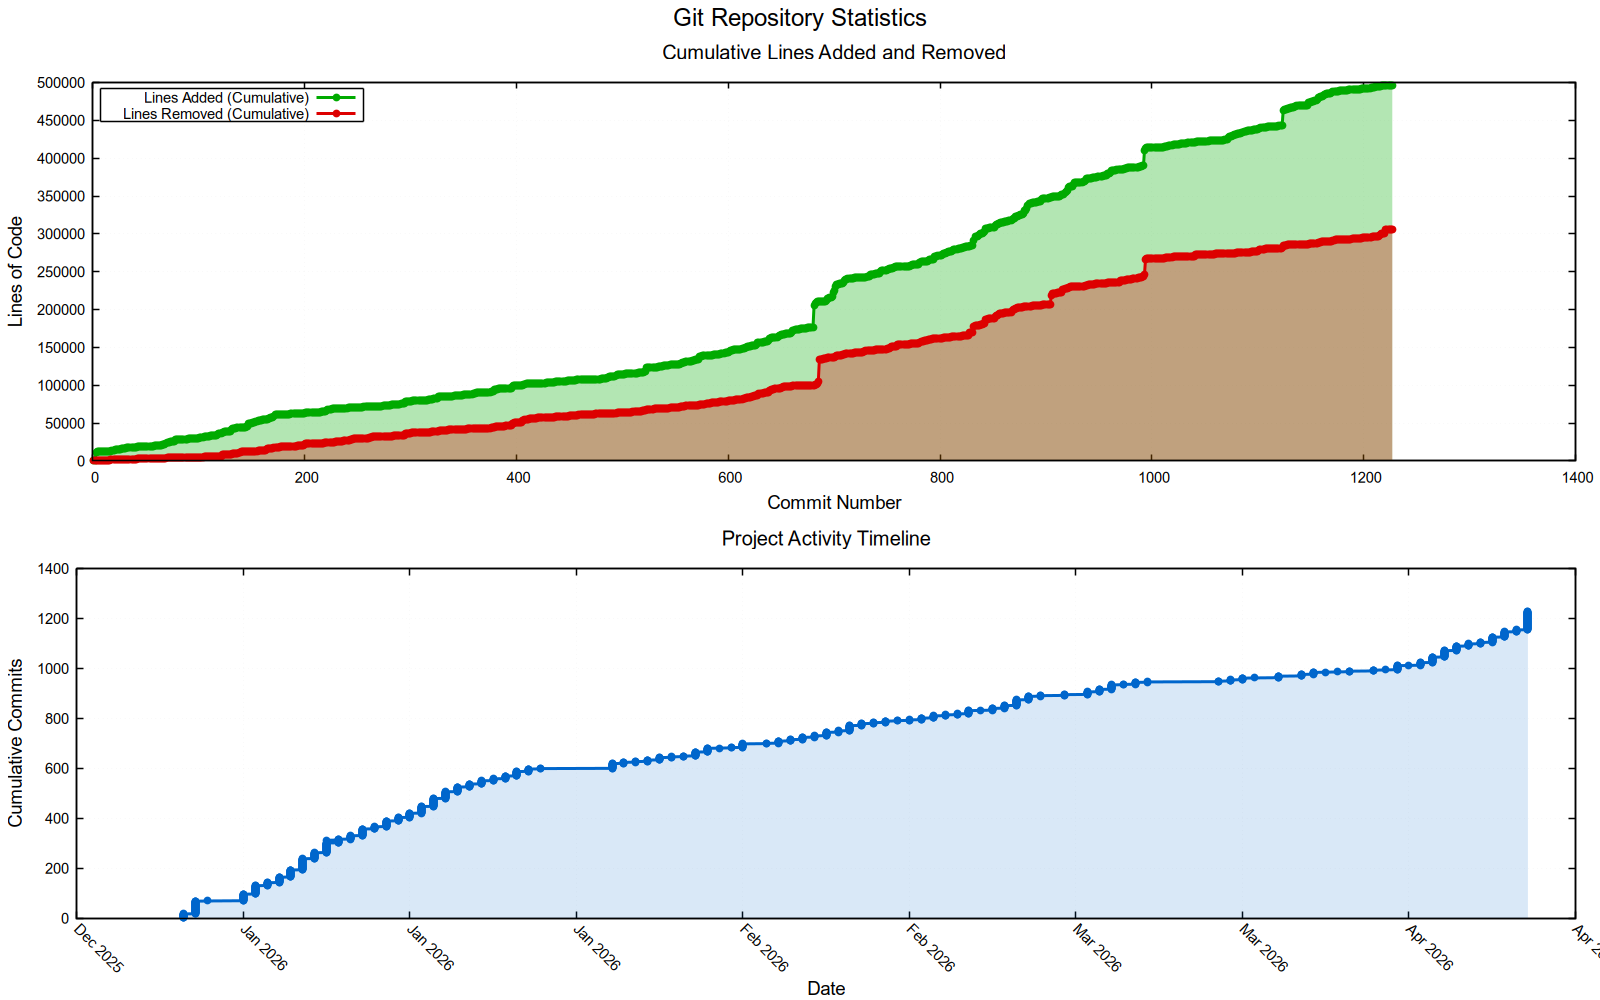 Git Repository Statistics
Cumulative Lines Added and Removed
Lines of Code
500000
450000
400000
350000
300000
250000
200000
150000
100000
50000
0
Lines Added (Cumulative)
Lines Removed (Cumulative)
0 200 400 600 800 1000 1200 1400
Commit Number
Project Activity Timeline
Cumulative Commits
1400
1200
1000
800
600
400
200
0
Dec 2025 Jan 2026 Jan 2026 Jan 2026 Feb 2026 Feb 2026 Mar 2026 Mar 2026 Apr 2026 Apr
Date